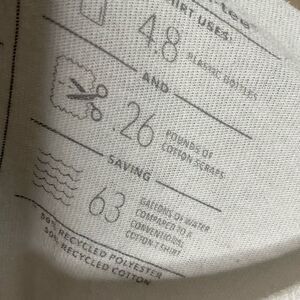 tee®
SHIRT USES:
4.8
PLASTIC BOTTLES
AND
.26
POUNDS OF
COTTON SCRAPS
SAVING
63
GALLONS OF WATER
COMPARED TO A
CONVENTIONAL
COTTON T SHIRT
50% RECYCLED POLYESTER
50% RECYCLED COTTON